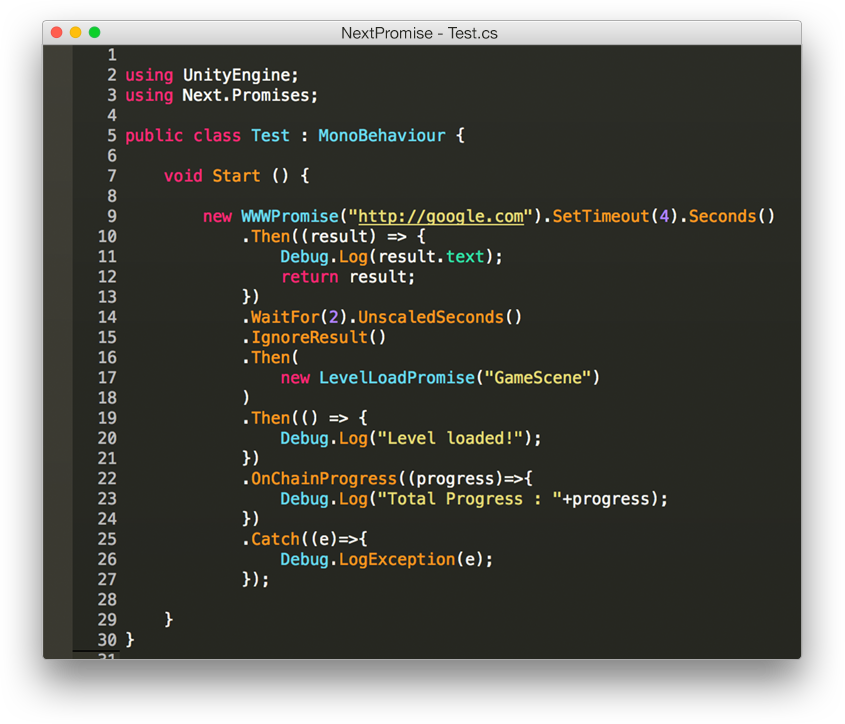 NextPromise - Test.cs
1
2 using UnityEngine;
3 using Next.Promises;
4
5 public class Test : MonoBehaviour {
6
7     void Start () {
8
9         new WWWPromise("http://google.com").SetTimeout(4).Seconds()
10             .Then((result) => {
11                 Debug.Log(result.text);
12                 return result;
13             })
14             .WaitFor(2).UnscaledSeconds()
15             .IgnoreResult()
16             .Then(
17                 new LevelLoadPromise("GameScene")
18             )
19             .Then(() => {
20                 Debug.Log("Level loaded!");
21             })
22             .OnChainProgress((progress)=>{
23                 Debug.Log("Total Progress : "+progress);
24             })
25             .Catch((e)=>{
26                 Debug.LogException(e);
27             });
28
29     }
30 }
31